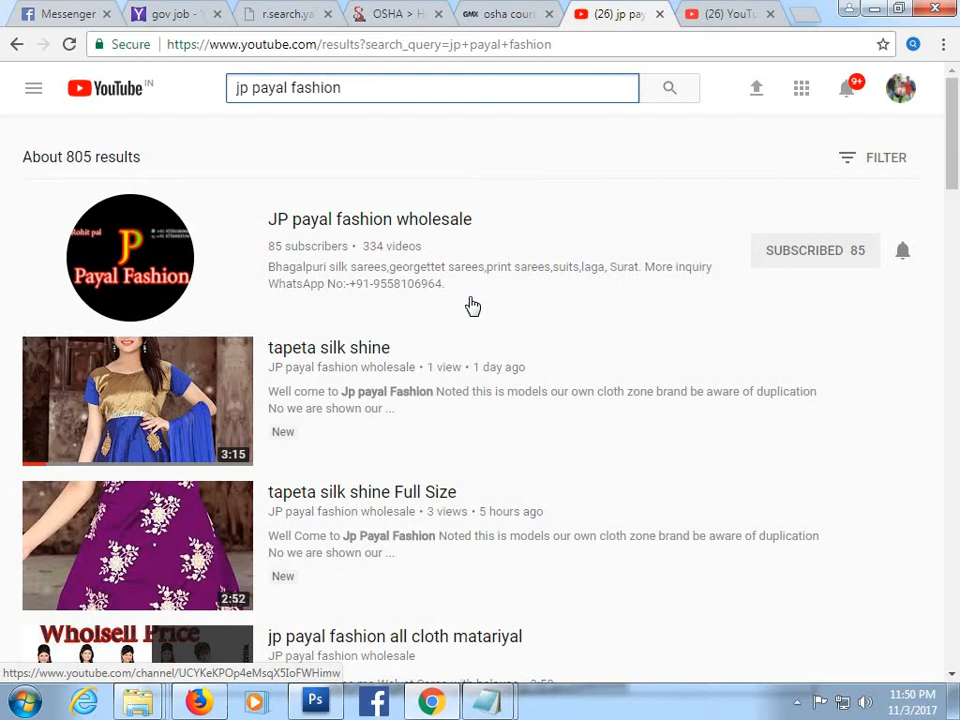 Messenger
gov job -
r.search.ya
OSHA > H
GMX osha cour
(26) jp pay
(26) YouTu
Secure https://www.youtube.com/results?search_query=jp+payal+fashion
YouTube IN
jp payal fashion
9+
About 805 results
FILTER
Rohit pal
JP
Payal Fashion
JP payal fashion wholesale
85 subscribers • 334 videos
Bhagalpuri silk sarees,georgettet sarees,print sarees,suits,laga, Surat. More inquiry
WhatsApp No:-+91-9558106964.
SUBSCRIBED 85
tapeta silk shine
JP payal fashion wholesale • 1 view • 1 day ago
Well come to Jp payal Fashion Noted this is models our own cloth zone brand be aware of duplication
No we are shown our ...
New
3:15
tapeta silk shine Full Size
JP payal fashion wholesale • 3 views • 5 hours ago
Well Come to Jp Payal Fashion Noted this is models our own cloth zone brand be aware of duplication
No we are shown our ...
New
2:52
Wholsell Price
jp payal fashion all cloth matariyal
JP payal fashion wholesale
https://www.youtube.com/channel/UCYKeKPOp4eMsqX5IoFWHimw
Ps
11:50 PM
11/3/2017